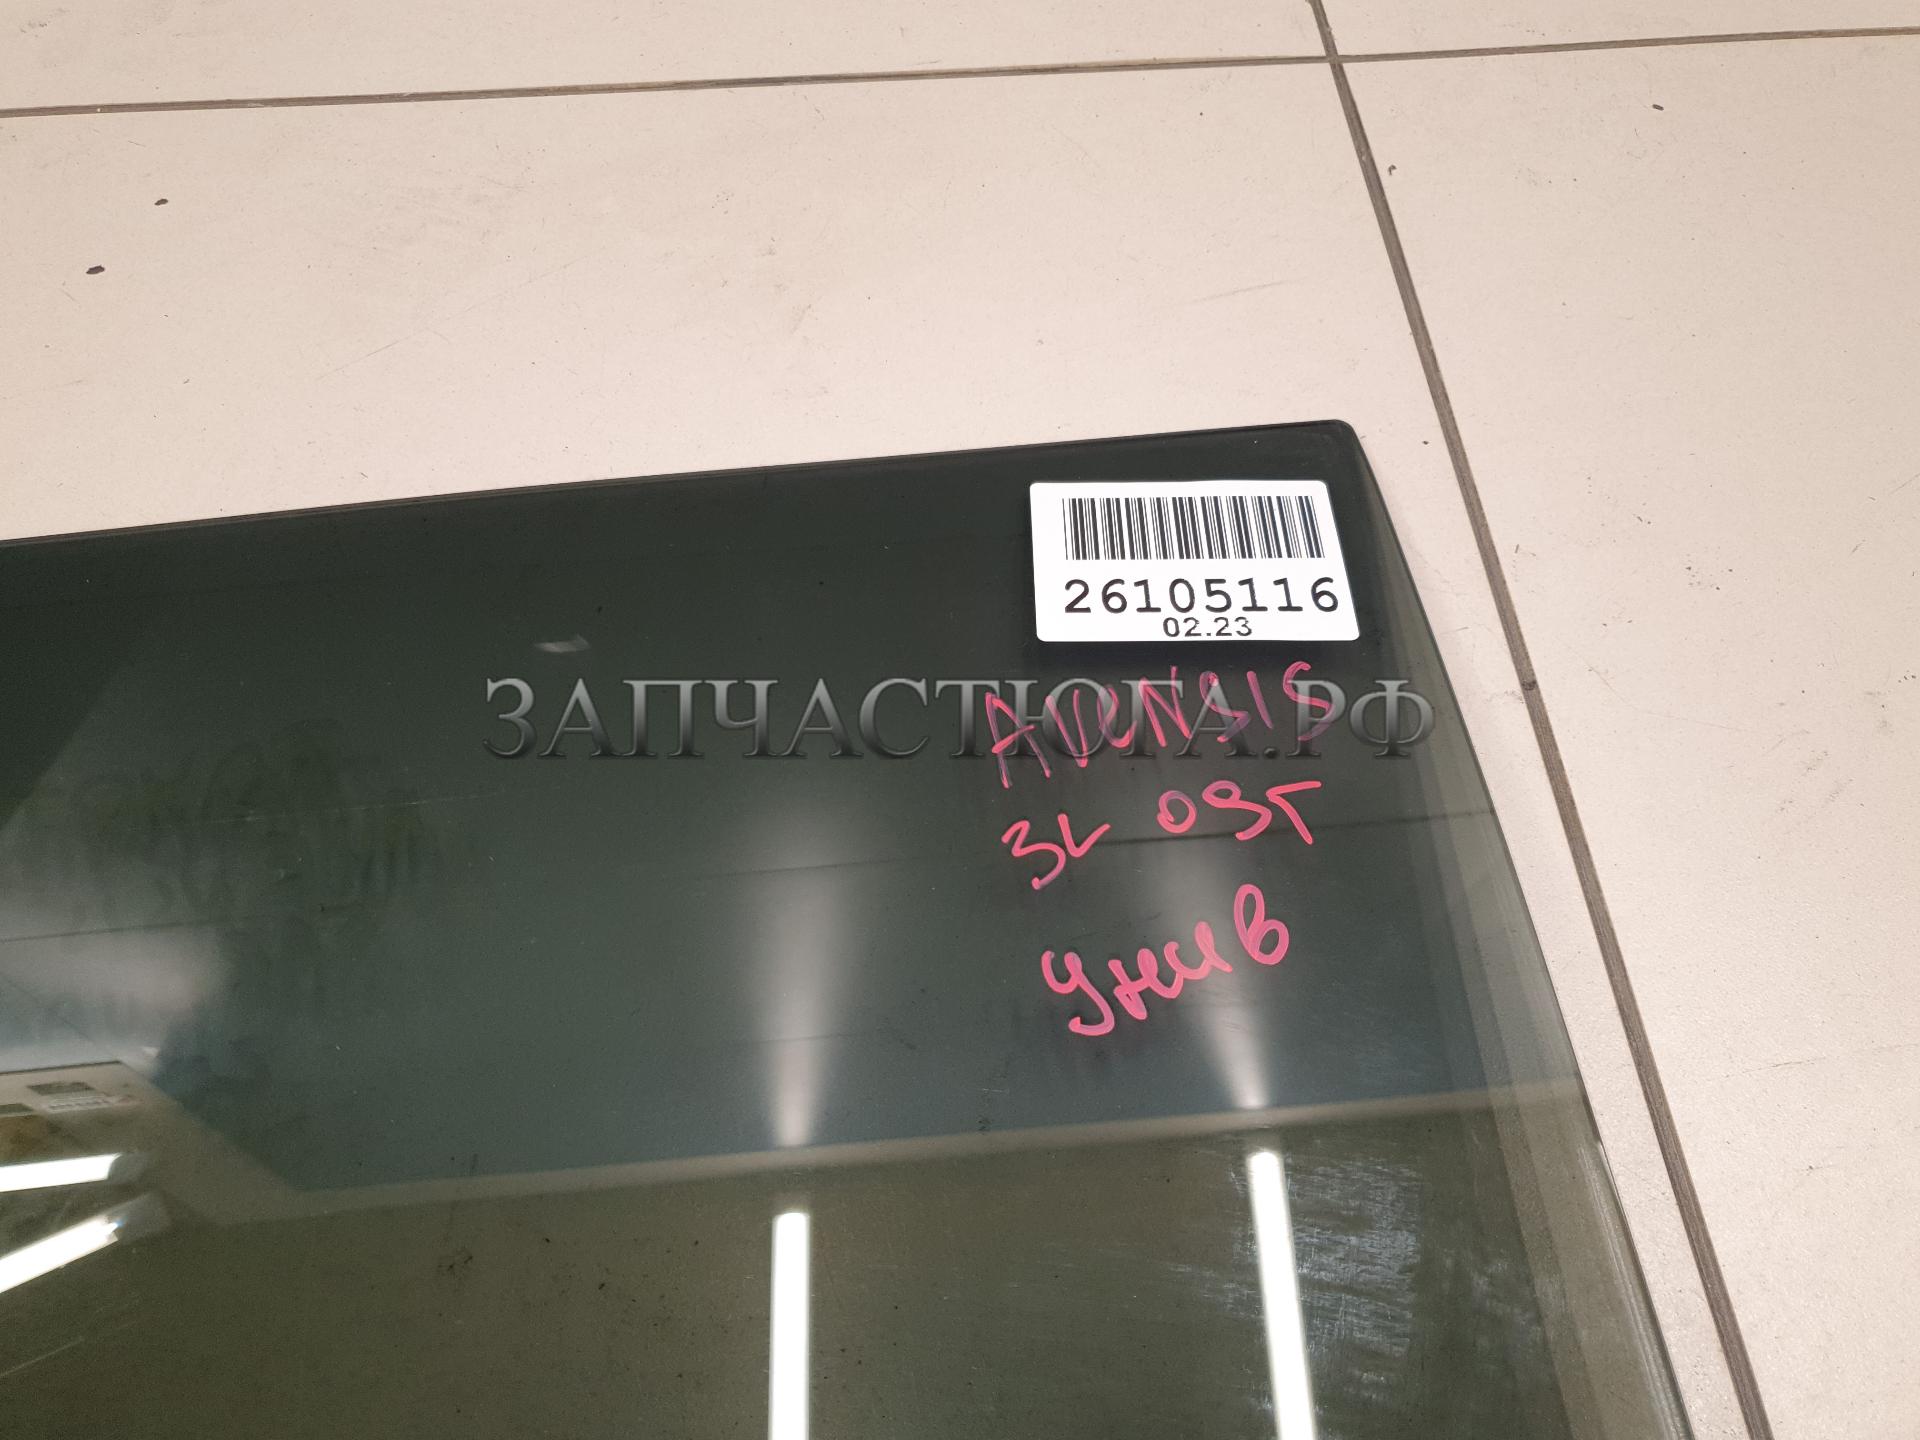 26105116
02.23
ЗАПЧАСТЮГА.РФ
AVENSIS
ЗL 09г
Унив